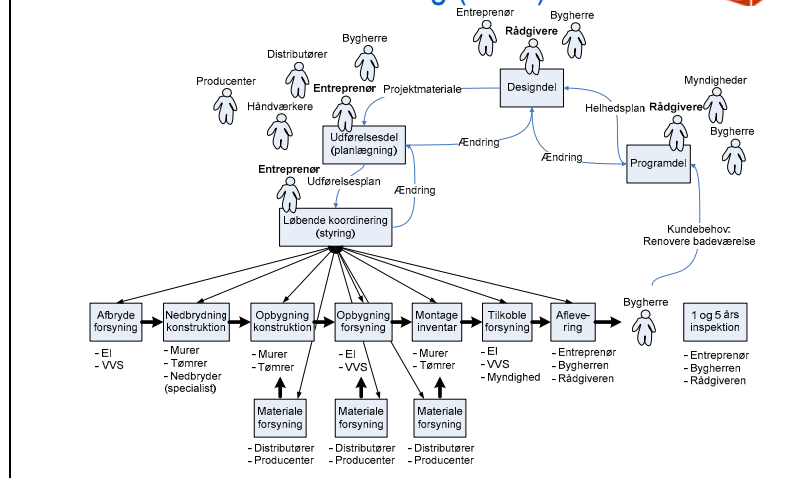 Entreprenør
Bygherre
Rådgivere
Bygherre
Distributører
Producenter
Entreprenør
Håndværkere
Projektmateriale
Designdel
Myndigheder
Helhedsplan
Rådgivere
Bygherre
Udførelsesdel
(planlægning)
Ændring
Ændring
Programdel
Entreprenør
Udførelsesplan
Ændring
Løbende koordinering
(styring)
Kundebehov:
Renovere badeværelse
Bygherre
Afbryde
forsyning
Nedbrydning
konstruktion
Opbygning
konstruktion
Opbygning
forsyning
Montage
inventar
Tilkoble
forsyning
Afleve-
ring
1 og 5 års
inspektion
- El
- VVS
- Murer
- Tømrer
- Nedbryder
(specialist)
- Murer
- Tømrer
- El
- VVS
- Murer
- Tømrer
- El
- VVS
- Myndighed
- Entreprenør
- Bygherren
- Rådgiveren
- Entreprenør
- Bygherren
- Rådgiveren
Materiale
forsyning
Materiale
forsyning
Materiale
forsyning
- Distributører
- Producenter
- Distributører
- Producenter
- Distributører
- Producenter